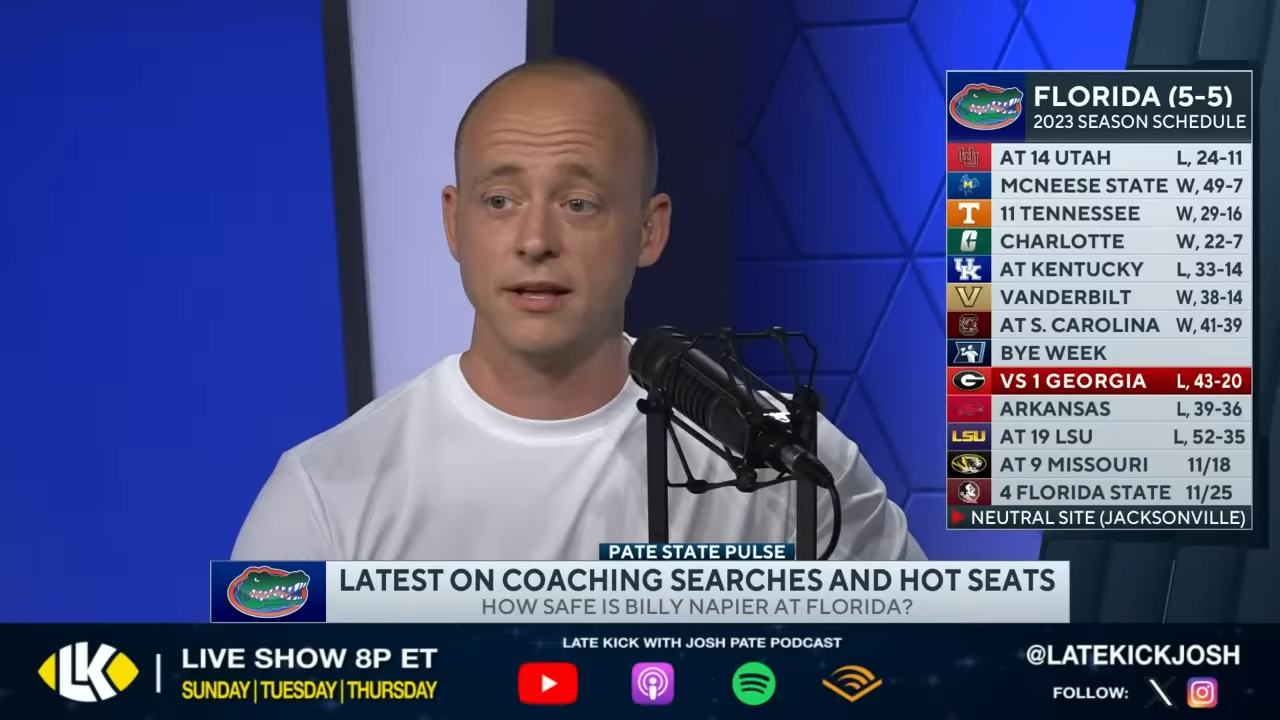 FLORIDA (5-5)
2023 SEASON SCHEDULE
AT 14 UTAH L, 24-11
MCNEESE STATE W, 49-7
11 TENNESSEE W, 29-16
CHARLOTTE W, 22-7
AT KENTUCKY L, 33-14
VANDERBILT W, 38-14
AT S. CAROLINA W, 41-39
BYE WEEK
VS 1 GEORGIA L, 43-20
ARKANSAS L, 39-36
LSU AT 19 LSU L, 52-35
AT 9 MISSOURI 11/18
4 FLORIDA STATE 11/25
NEUTRAL SITE (JACKSONVILLE)
PATE STATE PULSE
LATEST ON COACHING SEARCHES AND HOT SEATS
HOW SAFE IS BILLY NAPIER AT FLORIDA?
LK
LIVE SHOW 8P ET
SUNDAY | TUESDAY | THURSDAY
LATE KICK WITH JOSH PATE PODCAST
@LATEKICKJOSH
FOLLOW: